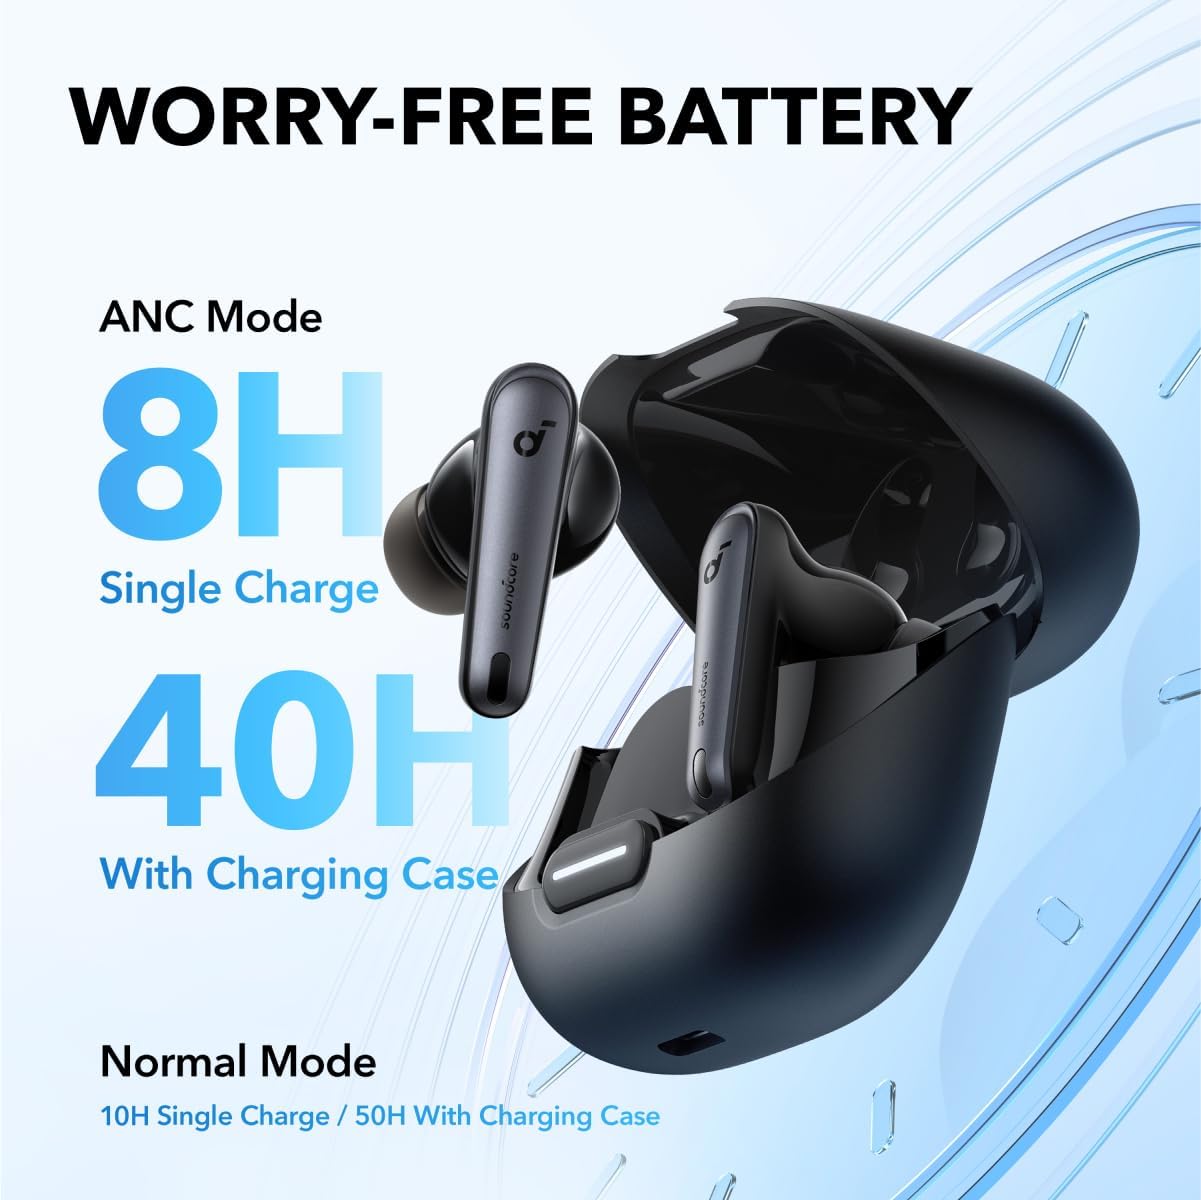 WORRY-FREE BATTERY
ANC Mode
8H
Single Charge
40H
With Charging Case
Normal Mode
10H Single Charge / 50H With Charging Case
soundcore
soundcore